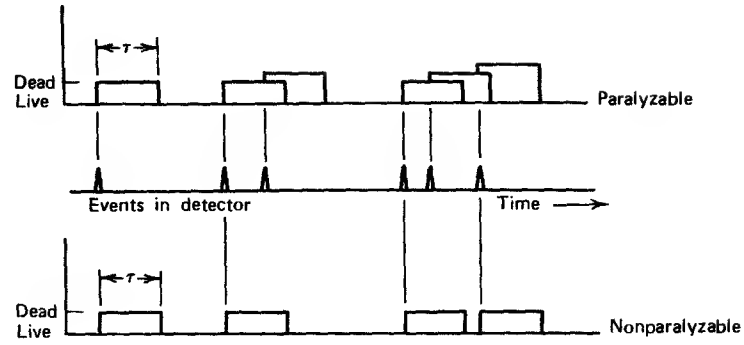 τ
Dead
Live
Paralyzable
Events in detector
Time
τ
Dead
Live
Nonparalyzable